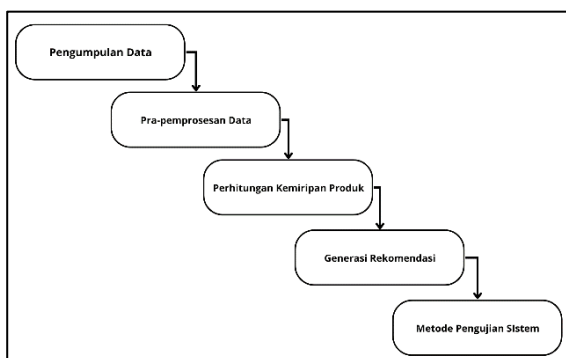 Pengumpulan Data
Pra-pemprosesan Data
Perhitungan Kemiripan Produk
Generasi Rekomendasi
Metode Pengujian SIstem